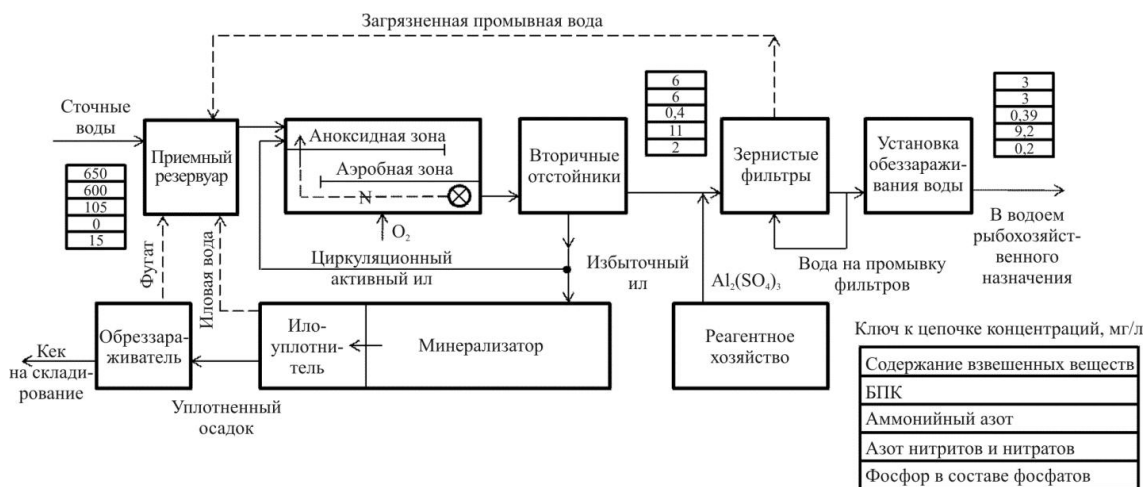 Загрязненная промывная вода
Сточные
воды
650
600
105
0
15
Приемный
резервуар
Аноксидная зона
Аэробная зона
N
O₂
Вторичные
отстойники
6
6
0,4
11
2
Зернистые
фильтры
Установка
обеззаражи-
вания воды
3
3
0,39
9,2
0,2
В водоем
рыбохозяйст-
венного
назначения
Вода на промывку
фильтров
Циркуляционный
активный ил
Избыточный
ил
Al₂(SO₄)₃
Фугат
Иловая вода
Обреззара-
живатель
Ило-
уплотни-
тель
Минерализатор
Реагентное
хозяйство
Кек
на склади-
рование
Уплотненный
осадок
Ключ к цепочке концентраций, мг/л
Содержание взвешенных веществ
БПК
Аммонийный азот
Азот нитритов и нитратов
Фосфор в составе фосфатов